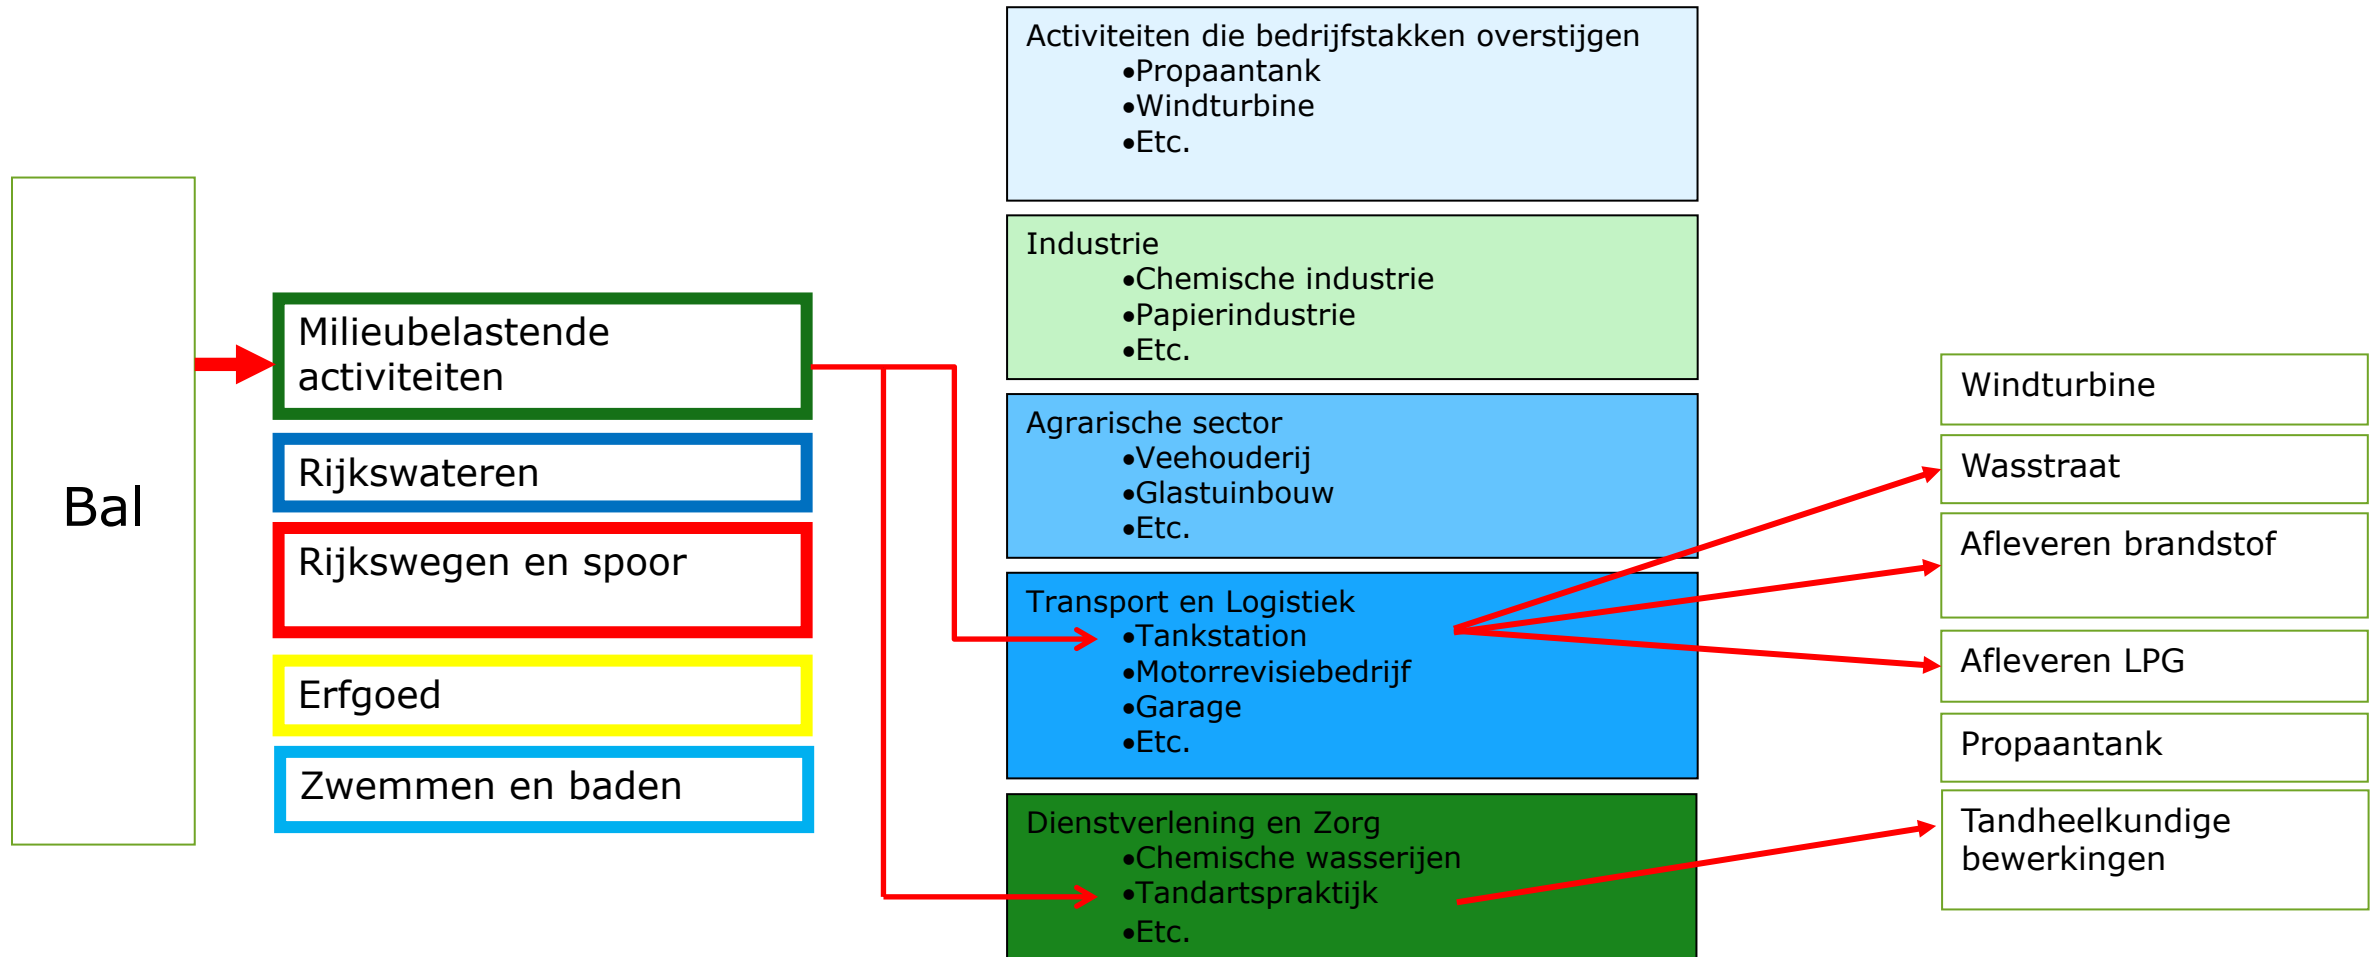 Bal
Milieubelastende
activiteiten
Rijkswateren
Rijkswegen en spoor
Erfgoed
Zwemmen en baden
Activiteiten die bedrijfstakken overstijgen
•Propaantank
•Windturbine
•Etc.
Industrie
•Chemische industrie
•Papierindustrie
•Etc.
Agrarische sector
•Veehouderij
•Glastuinbouw
•Etc.
Transport en Logistiek
•Tankstation
•Motorrevisiebedrijf
•Garage
•Etc.
Dienstverlening en Zorg
•Chemische wasserijen
•Tandartspraktijk
•Etc.
Windturbine
Wasstraat
Afleveren brandstof
Afleveren LPG
Propaantank
Tandheelkundige
bewerkingen